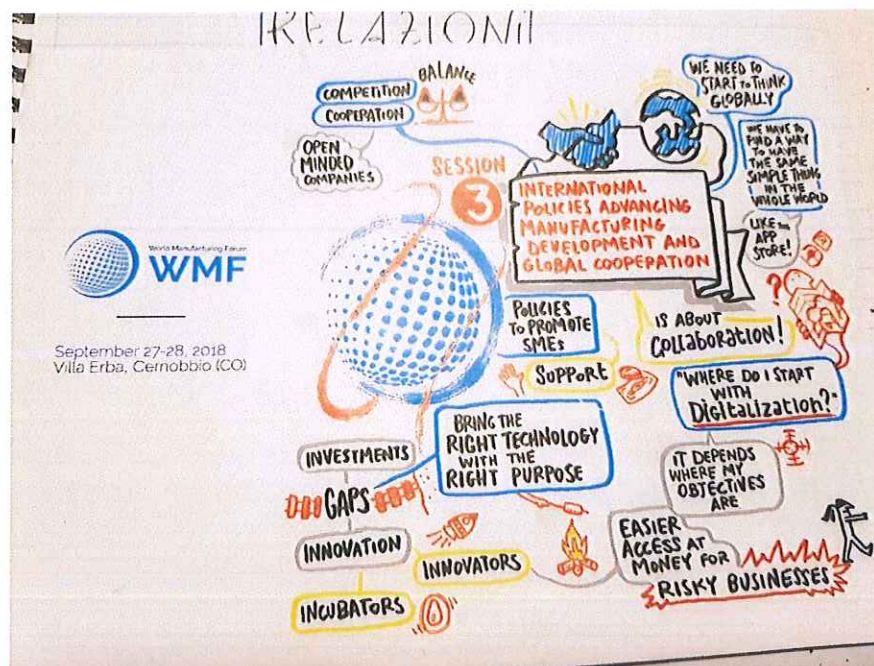 RELAZIONI
COMPETITION
COOPERATION
BALANCE
OPEN
MINDED
COMPANIES
SESSION
3
INTERNATIONAL
POLICIES ADVANCING
MANUFACTURING
DEVELOPMENT AND
GLOBAL COOPERATION
WE NEED TO
START TO THINK
GLOBALLY
WE HAVE TO
FIND A WAY
TO HAVE
THE SAME
SIMPLE THING
IN THE
WHOLE WORLD
LIKE THE
APP
STORE!
World Manufacturing Forum
WMF
September 27-28, 2018
Villa Erba, Cernobbio (CO)
POLICIES
TO PROMOTE
SMEs
SUPPORT
IS ABOUT
COLLABORATION!
?
"WHERE DO I START
WITH
DIGITALIZATION?"
IT DEPENDS
WHERE MY
OBJECTIVES
ARE
BRING THE
RIGHT TECHNOLOGY
WITH THE
RIGHT PURPOSE
INVESTMENTS
GAPS
INNOVATION
INNOVATORS
INCUBATORS
EASIER
ACCESS AT
MONEY FOR
RISKY BUSINESSES